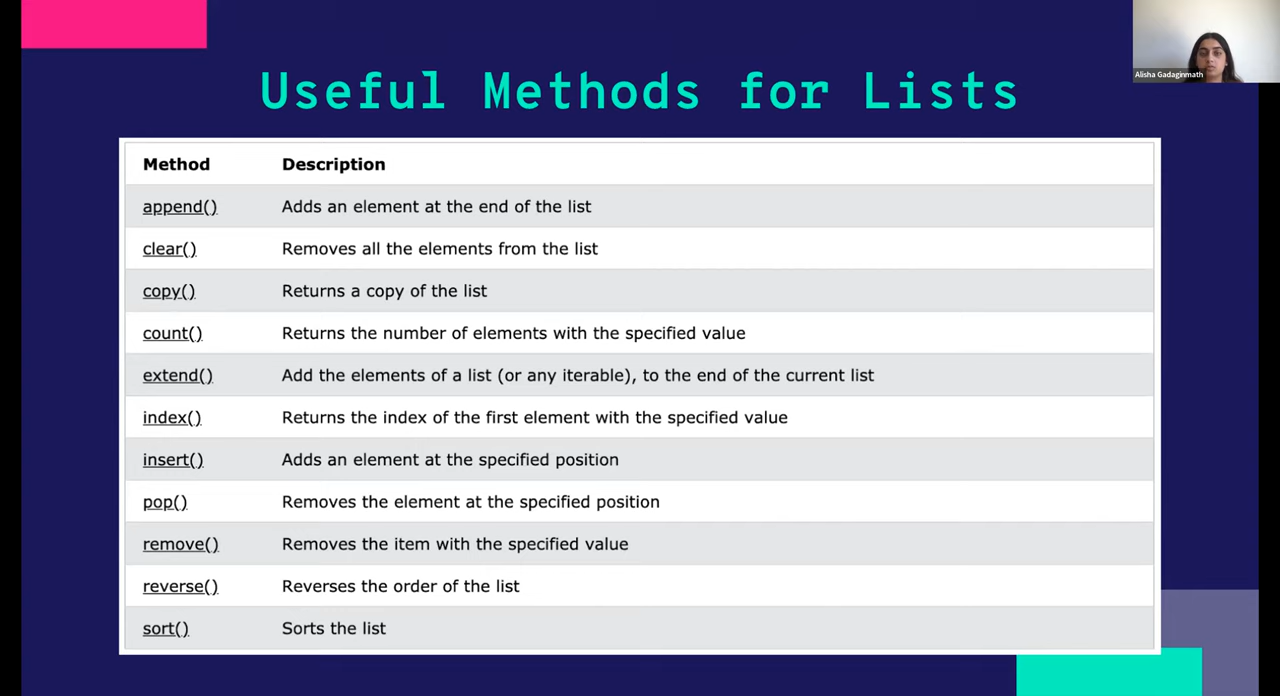 Alisha Gadaginmath
Useful Methods for Lists
Method Description
append() Adds an element at the end of the list
clear() Removes all the elements from the list
copy() Returns a copy of the list
count() Returns the number of elements with the specified value
extend() Add the elements of a list (or any iterable), to the end of the current list
index() Returns the index of the first element with the specified value
insert() Adds an element at the specified position
pop() Removes the element at the specified position
remove() Removes the item with the specified value
reverse() Reverses the order of the list
sort() Sorts the list